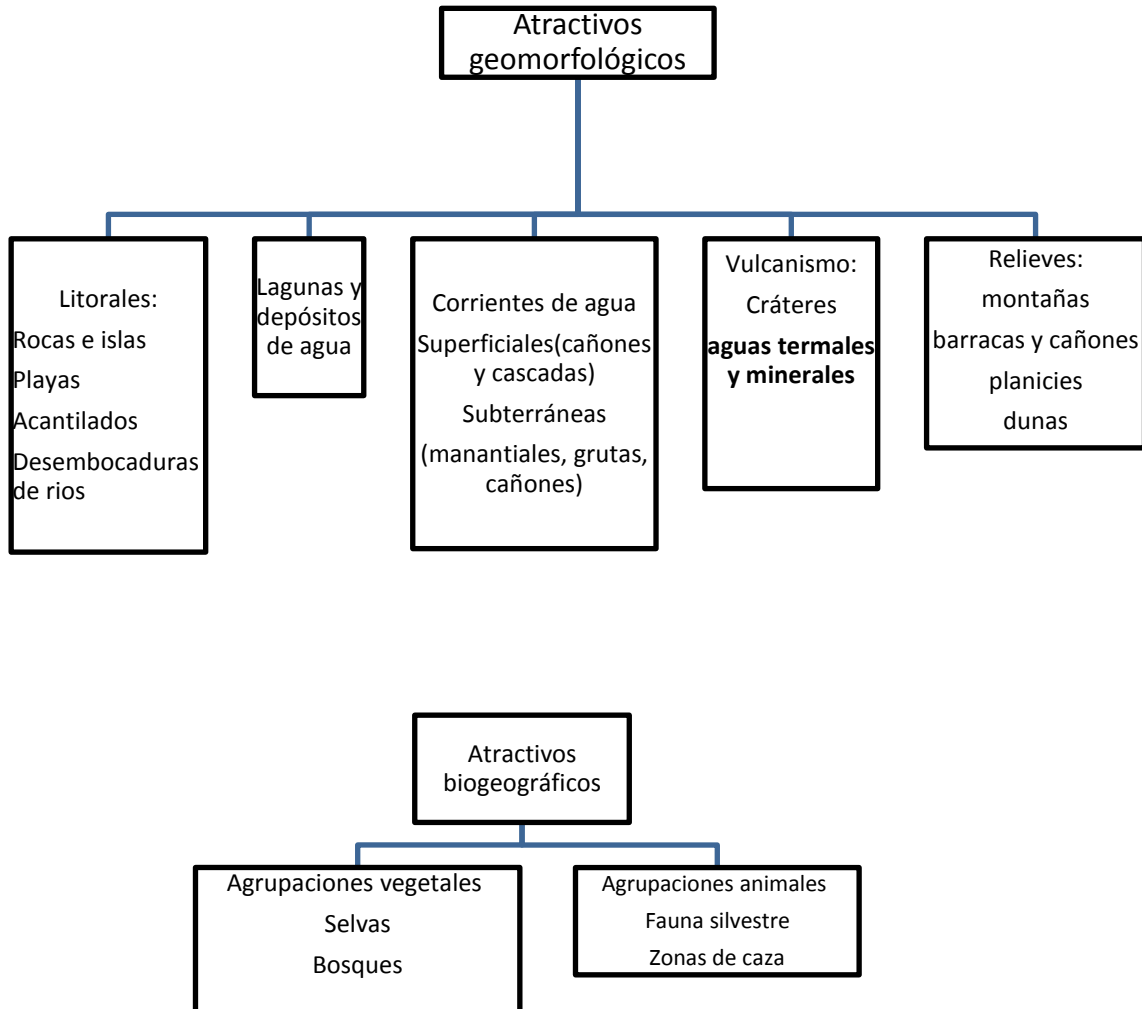 Atractivos
geomorfológicos
Litorales:
Rocas e islas
Playas
Acantilados
Desembocaduras
de rios
Lagunas y
depósitos
de agua
Corrientes de agua
Superficiales(cañones
y cascadas)
Subterráneas
(manantiales, grutas,
cañones)
Vulcanismo:
Cráteres
aguas termales
y minerales
Relieves:
montañas
barracas y cañones
planicies
dunas
Atractivos
biogeográficos
Agrupaciones vegetales
Selvas
Bosques
Agrupaciones animales
Fauna silvestre
Zonas de caza